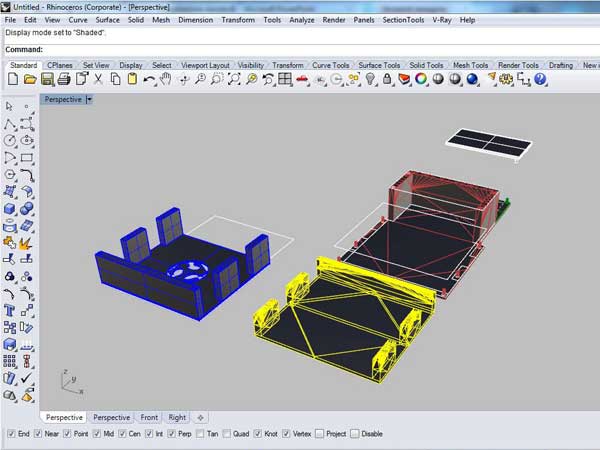 Untitled - Rhinoceros (Corporate) - [Perspective]
File Edit View Curve Surface Solid Mesh Dimension Transform Tools Analyze Render Panels SectionTools V-Ray Help
Display mode set to "Shaded".
Command:
Standard CPlanes Set View Display Select Viewport Layout Visibility Transform Curve Tools Surface Tools Solid Tools Mesh Tools Render Tools Drafting New i
Perspective
z
y
x
Perspective Perspective Front Right
End Near Point Mid Cen Int Perp Tan Quad Knot Vertex Project Disable